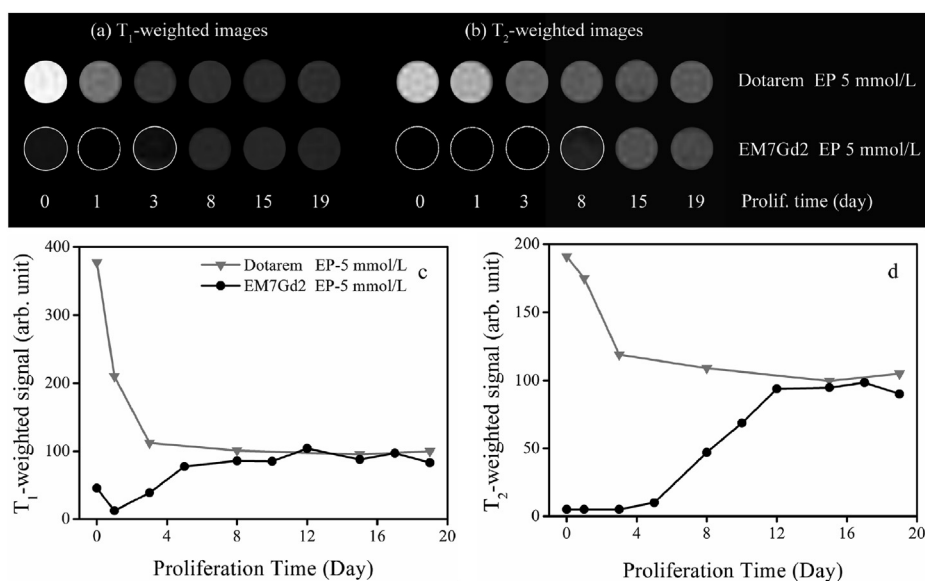 (a) T₁-weighted images
(b) T₂-weighted images
Dotarem EP 5 mmol/L
EM7Gd2 EP 5 mmol/L
0 1 3 8 15 19 0 1 3 8 15 19 Prolif. time (day)
T₁-weighted signal (arb. unit)
400
300
200
100
0
Dotarem EP-5 mmol/L
EM7Gd2 EP-5 mmol/L
c
0 4 8 12 16 20
Proliferation Time (Day)
T₂-weighted signal (arb. unit)
200
150
100
50
0
d
0 4 8 12 16 20
Proliferation Time (Day)